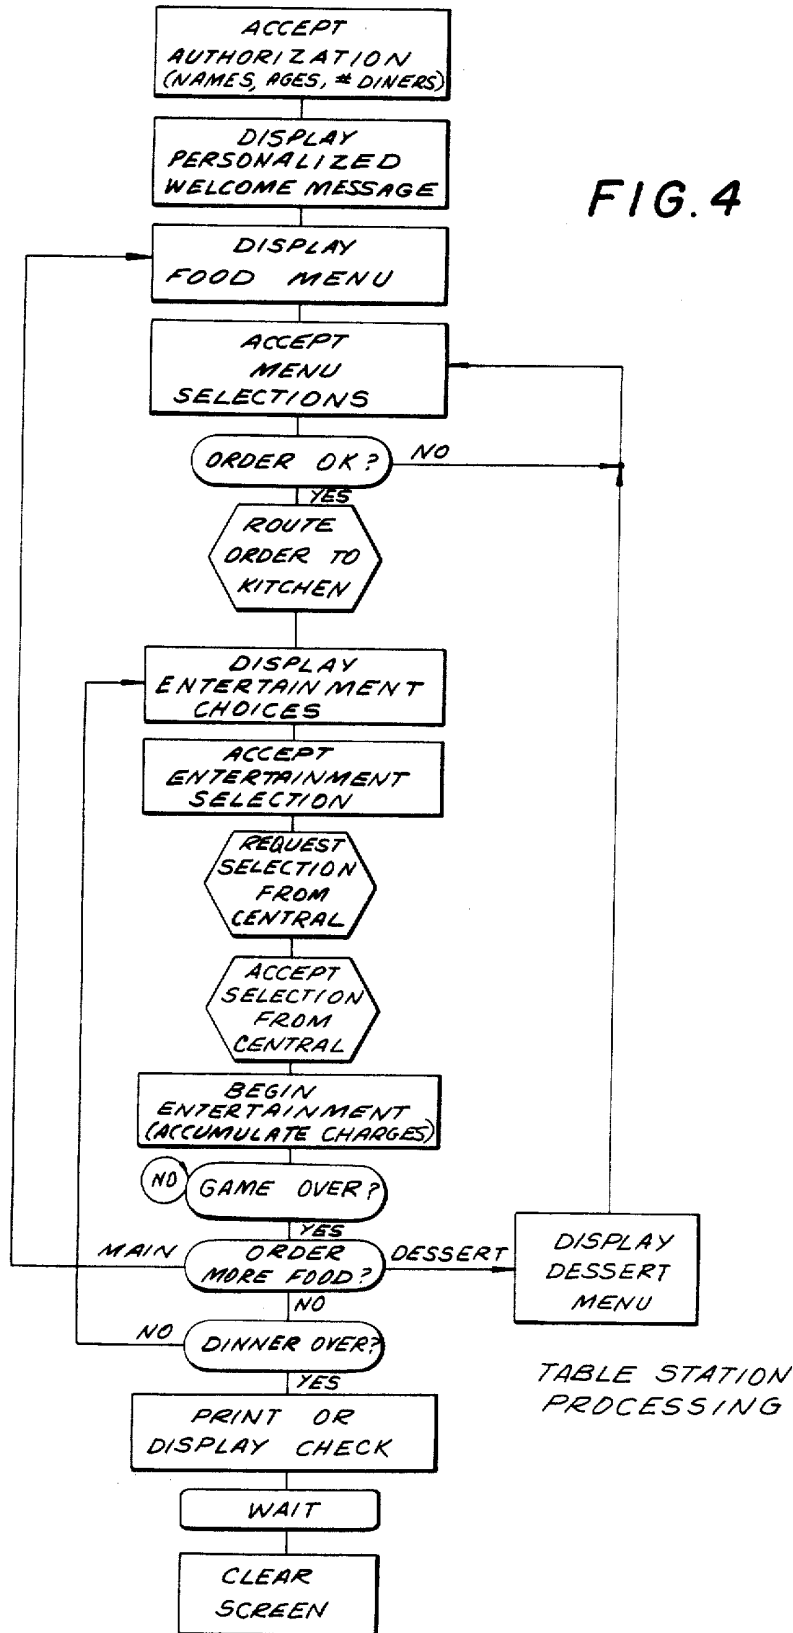 ACCEPT
AUTHORIZATION
(NAMES, AGES, # DINERS)
DISPLAY
PERSONALIZED
WELCOME MESSAGE
FIG. 4
DISPLAY
FOOD MENU
ACCEPT
MENU
SELECTIONS
ORDER OK?
NO
YES
ROUTE
ORDER TO
KITCHEN
DISPLAY
ENTERTAINMENT
CHOICES
ACCEPT
ENTERTAINMENT
SELECTION
REQUEST
SELECTION
FROM
CENTRAL
ACCEPT
SELECTION
FROM
CENTRAL
BEGIN
ENTERTAINMENT
(ACCUMULATE CHARGES)
NO
GAME OVER?
YES
MAIN
ORDER
MORE FOOD?
DESSERT
DISPLAY
DESSERT
MENU
NO
NO
DINNER OVER?
YES
TABLE STATION
PROCESSING
PRINT OR
DISPLAY CHECK
WAIT
CLEAR
SCREEN